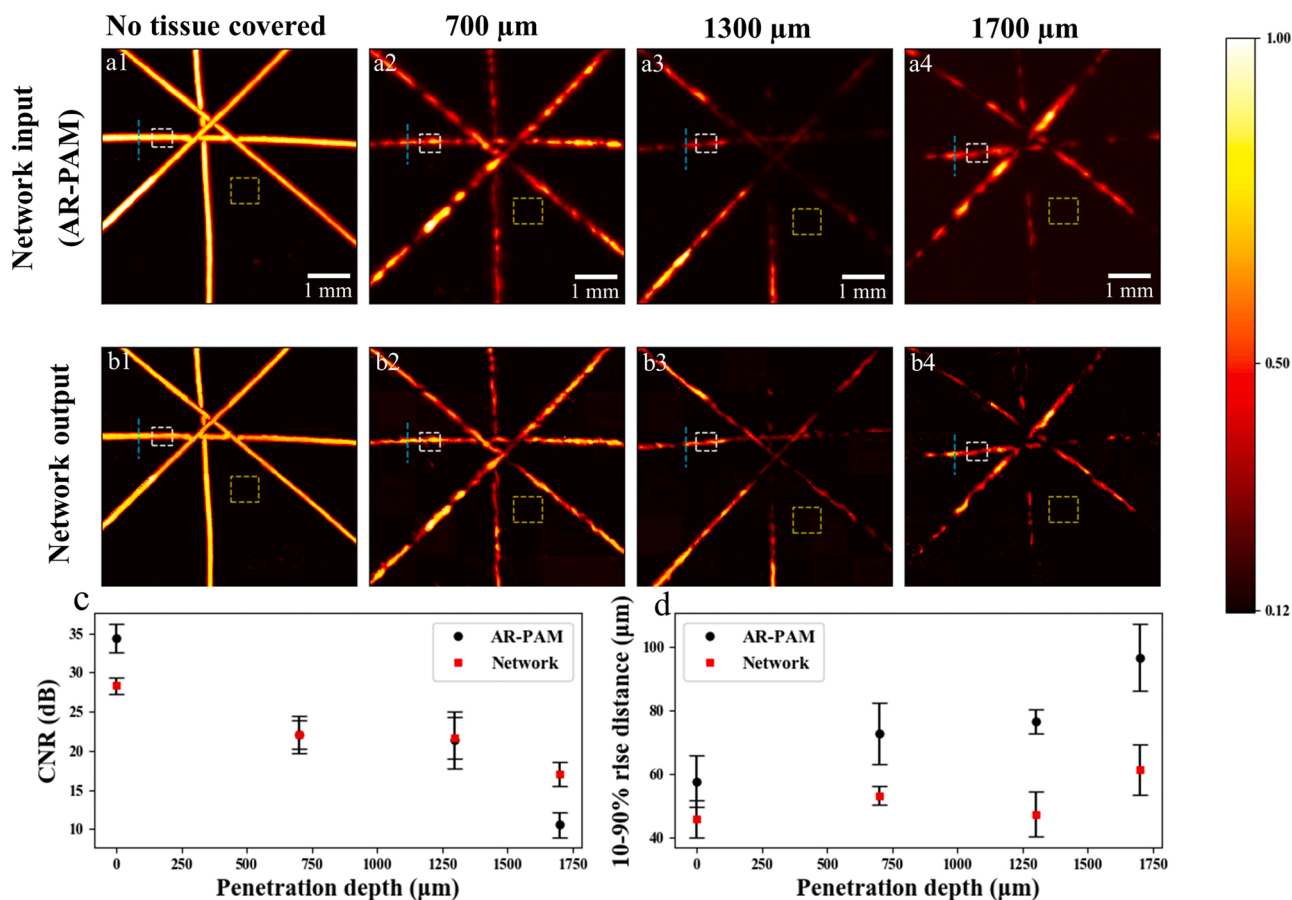 No tissue covered 700 μm 1300 μm 1700 μm
Network input
(AR-PAM)
a1 a2 a3 a4
1 mm 1 mm 1 mm 1 mm
1.00
0.50
0.12
Network output
b1 b2 b3 b4
c
CNR (dB)
35
30
25
20
15
10
AR-PAM
Network
0 250 500 750 1000 1250 1500 1750
Penetration depth (μm)
d
10-90% rise distance (μm)
100
80
60
40
AR-PAM
Network
0 250 500 750 1000 1250 1500 1750
Penetration depth (μm)